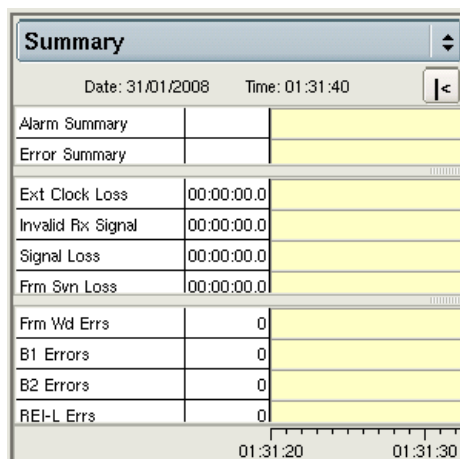 Summary
Date: 31/01/2008 Time: 01:31:40
|<
Alarm Summary
Error Summary
Ext Clock Loss 00:00:00.0
Invalid Rx Signal 00:00:00.0
Signal Loss 00:00:00.0
Frm Syn Loss 00:00:00.0
Frm Wd Errs 0
B1 Errors 0
B2 Errors 0
REI-L Errs 0
01:31:20 01:31:30